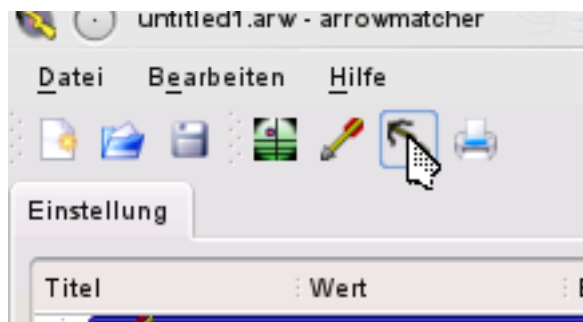 untitled1.arw - arrowmatcher
Datei Bearbeiten Hilfe
Einstellung
Titel Wert